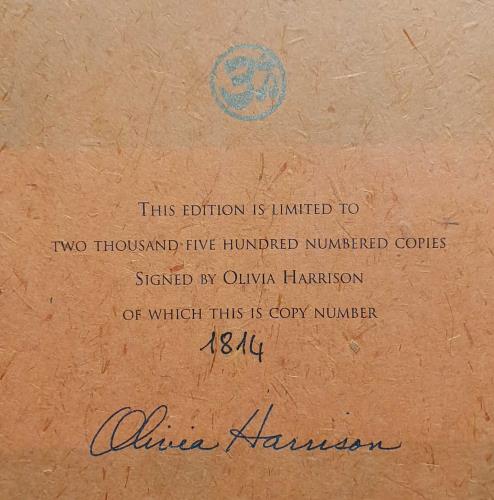 ॐ
THIS EDITION IS LIMITED TO
TWO THOUSAND FIVE HUNDRED NUMBERED COPIES
SIGNED BY OLIVIA HARRISON
OF WHICH THIS IS COPY NUMBER
1814
Olivia Harrison